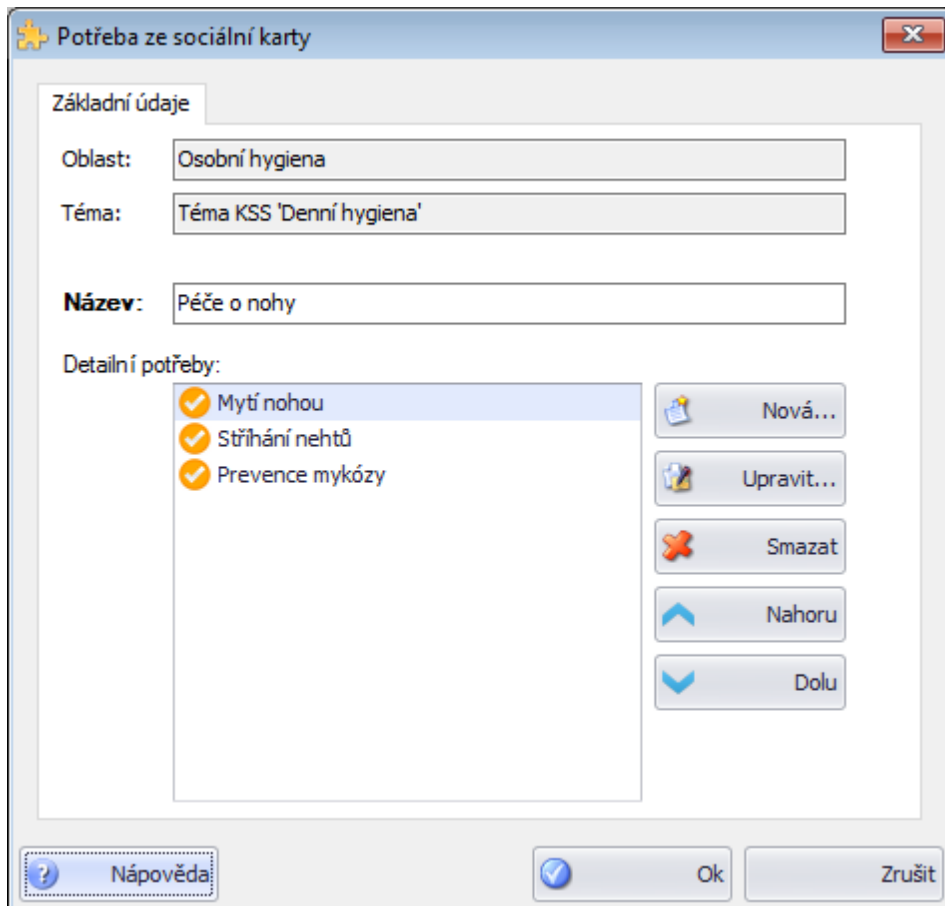 Potřeba ze sociální karty
Základní údaje
Oblast: Osobní hygiena
Téma: Téma KSS 'Denní hygiena'
Název: Péče o nohy
Detailní potřeby:
Mytí nohou
Stříhání nehtů
Prevence mykózy
Nová...
Upravit...
Smazat
Nahoru
Dolu
Nápověda
Ok
Zrušit